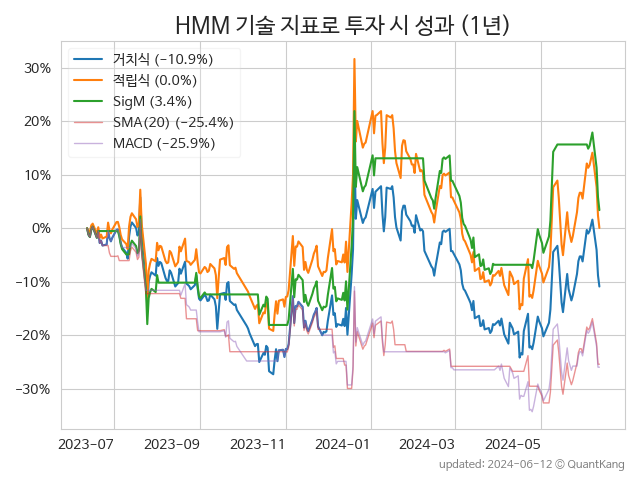 HMM 기술 지표로 투자 시 성과 (1년)
거치식 (−10.9%)
적립식 (0.0%)
SigM (3.4%)
SMA(20) (−25.4%)
MACD (−25.9%)
30%
20%
10%
0%
−10%
−20%
−30%
2023-07 2023-09 2023-11 2024-01 2024-03 2024-05
updated: 2024-06-12 © QuantKang